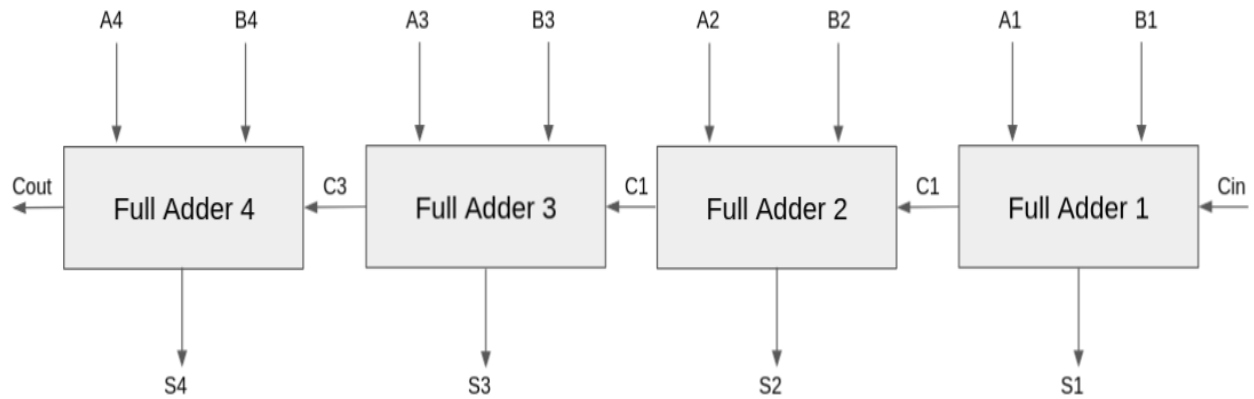 A4 B4 A3 B3 A2 B2 A1 B1
Cout C3 C1 C1 Cin
Full Adder 4 Full Adder 3 Full Adder 2 Full Adder 1
S4 S3 S2 S1